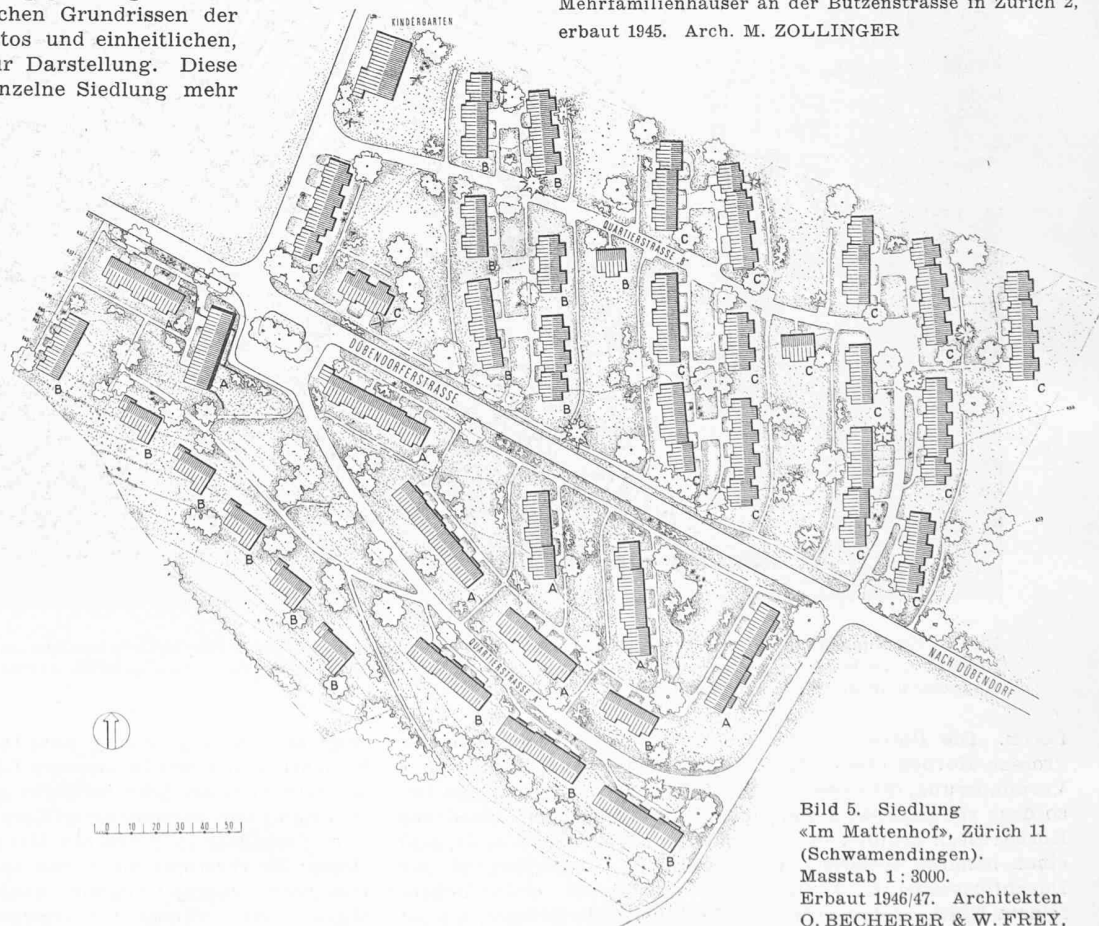 chen Grundrissen der
tos und einheitlichen,
ur Darstellung. Diese
nzelne Siedlung mehr
Mehrfamilienhäuser an der Butzenstrasse in Zürich 2,
erbaut 1945. Arch. M. ZOLLINGER
KINDERGARTEN
B
B
C
QUARTIERSTRASSE B
C
B
C
B
B
C
C
C
A
C
C
DÜBENDORFERSTRASSE
B
C
C
B
A
B
C
B
A
C
C
B
C
B
A
A
C
B
B
A
QUARTIERSTRASSE A
A
NACH DÜBENDORF
B
A
B
B
B
0 10 20 30 40 50
Bild 5. Siedlung
«Im Mattenhof», Zürich 11
(Schwamendingen).
Masstab 1 : 3000.
Erbaut 1946/47. Architekten
O. BECHERER & W. FREY.